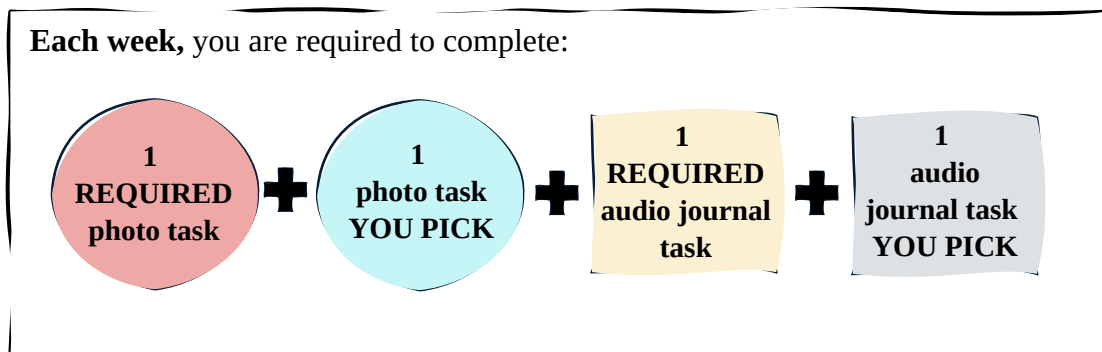 Each week, you are required to complete:
1
REQUIRED
photo task
1
photo task
YOU PICK
1
REQUIRED
audio journal
task
1
audio
journal task
YOU PICK